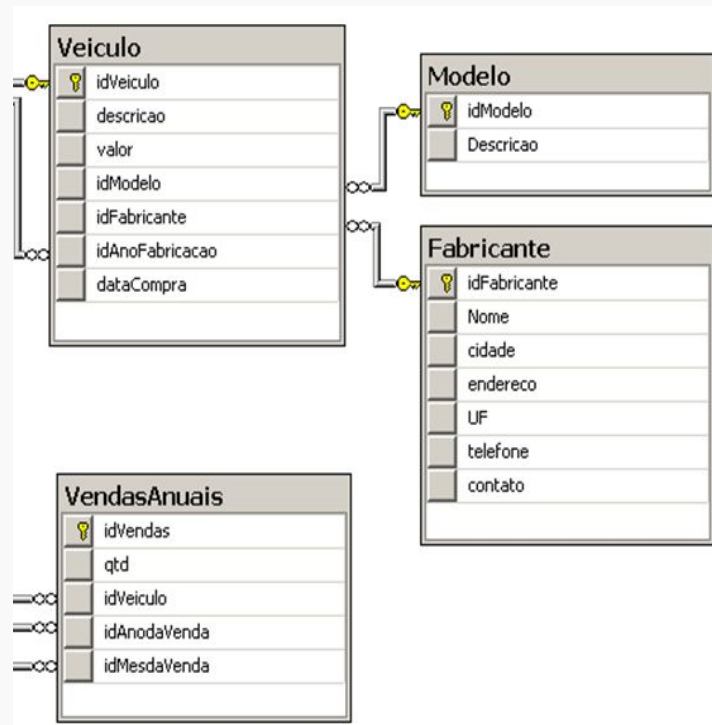 Veiculo
idVeiculo
descricao
valor
idModelo
idFabricante
idAnoFabricacao
dataCompra
Modelo
idModelo
Descricao
Fabricante
idFabricante
Nome
cidade
endereco
UF
telefone
contato
VendasAnuais
idVendas
qtd
idVeiculo
idAnodaVenda
idMesdaVenda